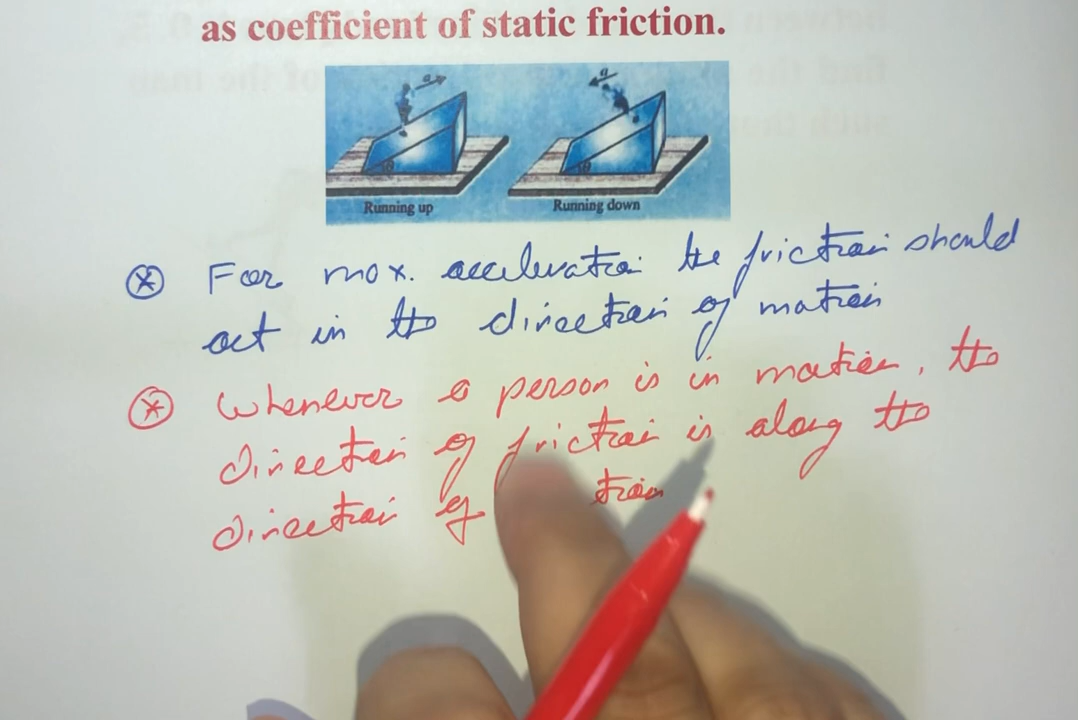 as coefficient of static friction.
a a
θ θ
Running up Running down
For max. acceleration the friction should
act in the direction of motion
Whenever a person is in motion, the
direction of friction is along the
direction of